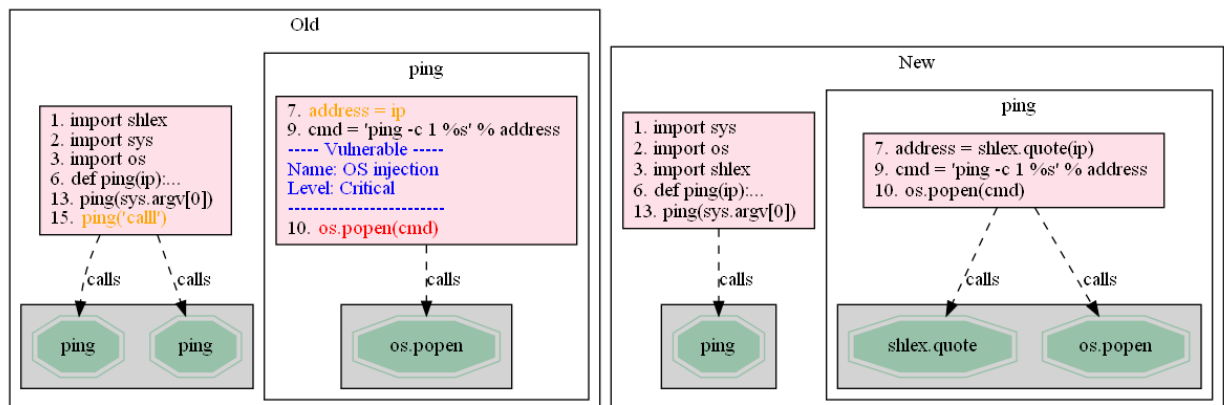 Old
ping
1. import shlex
2. import sys
3. import os
6. def ping(ip):...
13. ping(sys.argv[0])
15. ping('calll')
7. address = ip
9. cmd = 'ping -c 1 %s' % address
----- Vulnerable -----
Name: OS injection
Level: Critical
-------------------------
10. os.popen(cmd)
calls
calls
calls
ping
ping
os.popen
New
ping
1. import sys
2. import os
3. import shlex
6. def ping(ip):...
13. ping(sys.argv[0])
7. address = shlex.quote(ip)
9. cmd = 'ping -c 1 %s' % address
10. os.popen(cmd)
calls
calls
calls
ping
shlex.quote
os.popen